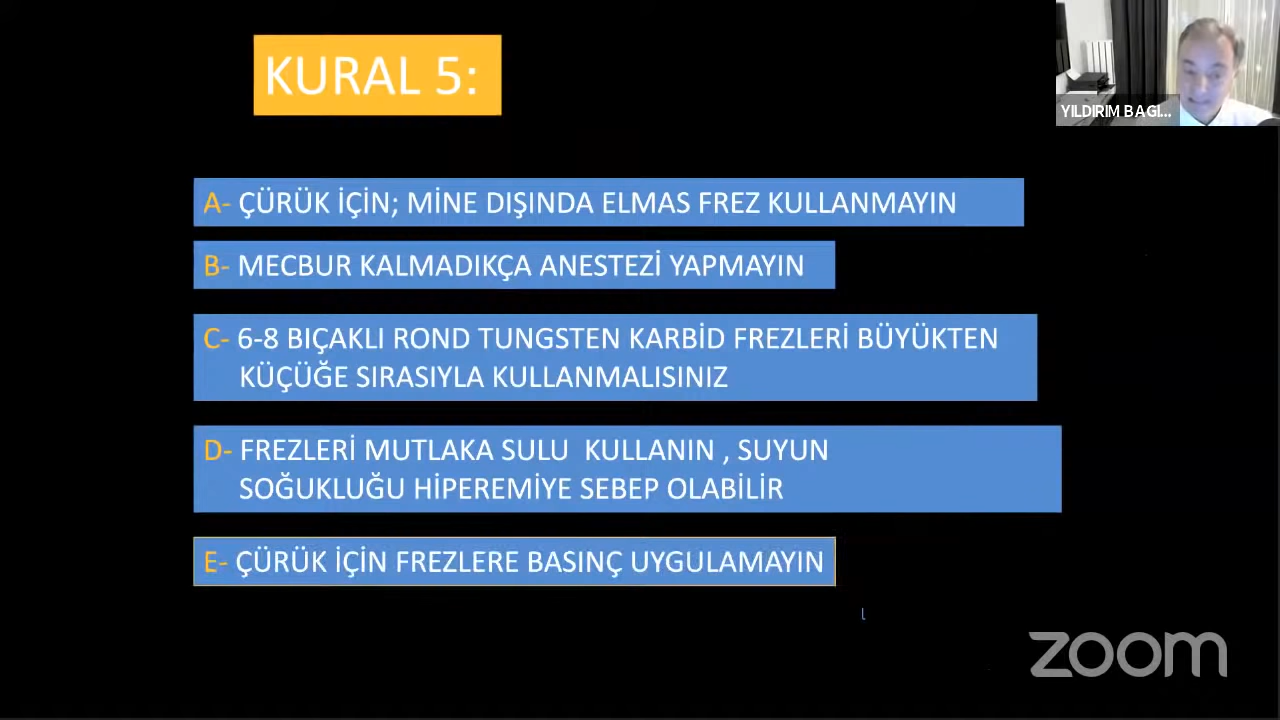 KURAL 5:
YILDIRIM BAGI...
A- ÇÜRÜK İÇİN; MİNE DIŞINDA ELMAS FREZ KULLANMAYIN
B- MECBUR KALMADIKÇA ANESTEZİ YAPMAYIN
C- 6-8 BIÇAKLI ROND TUNGSTEN KARBİD FREZLERİ BÜYÜKTEN
KÜÇÜĞE SIRASIYLA KULLANMALISINIZ
D- FREZLERİ MUTLAKA SULU KULLANIN , SUYUN
SOĞUKLUĞU HİPEREMİYE SEBEP OLABİLİR
E- ÇÜRÜK İÇİN FREZLERE BASINÇ UYGULAMAYIN
zoom